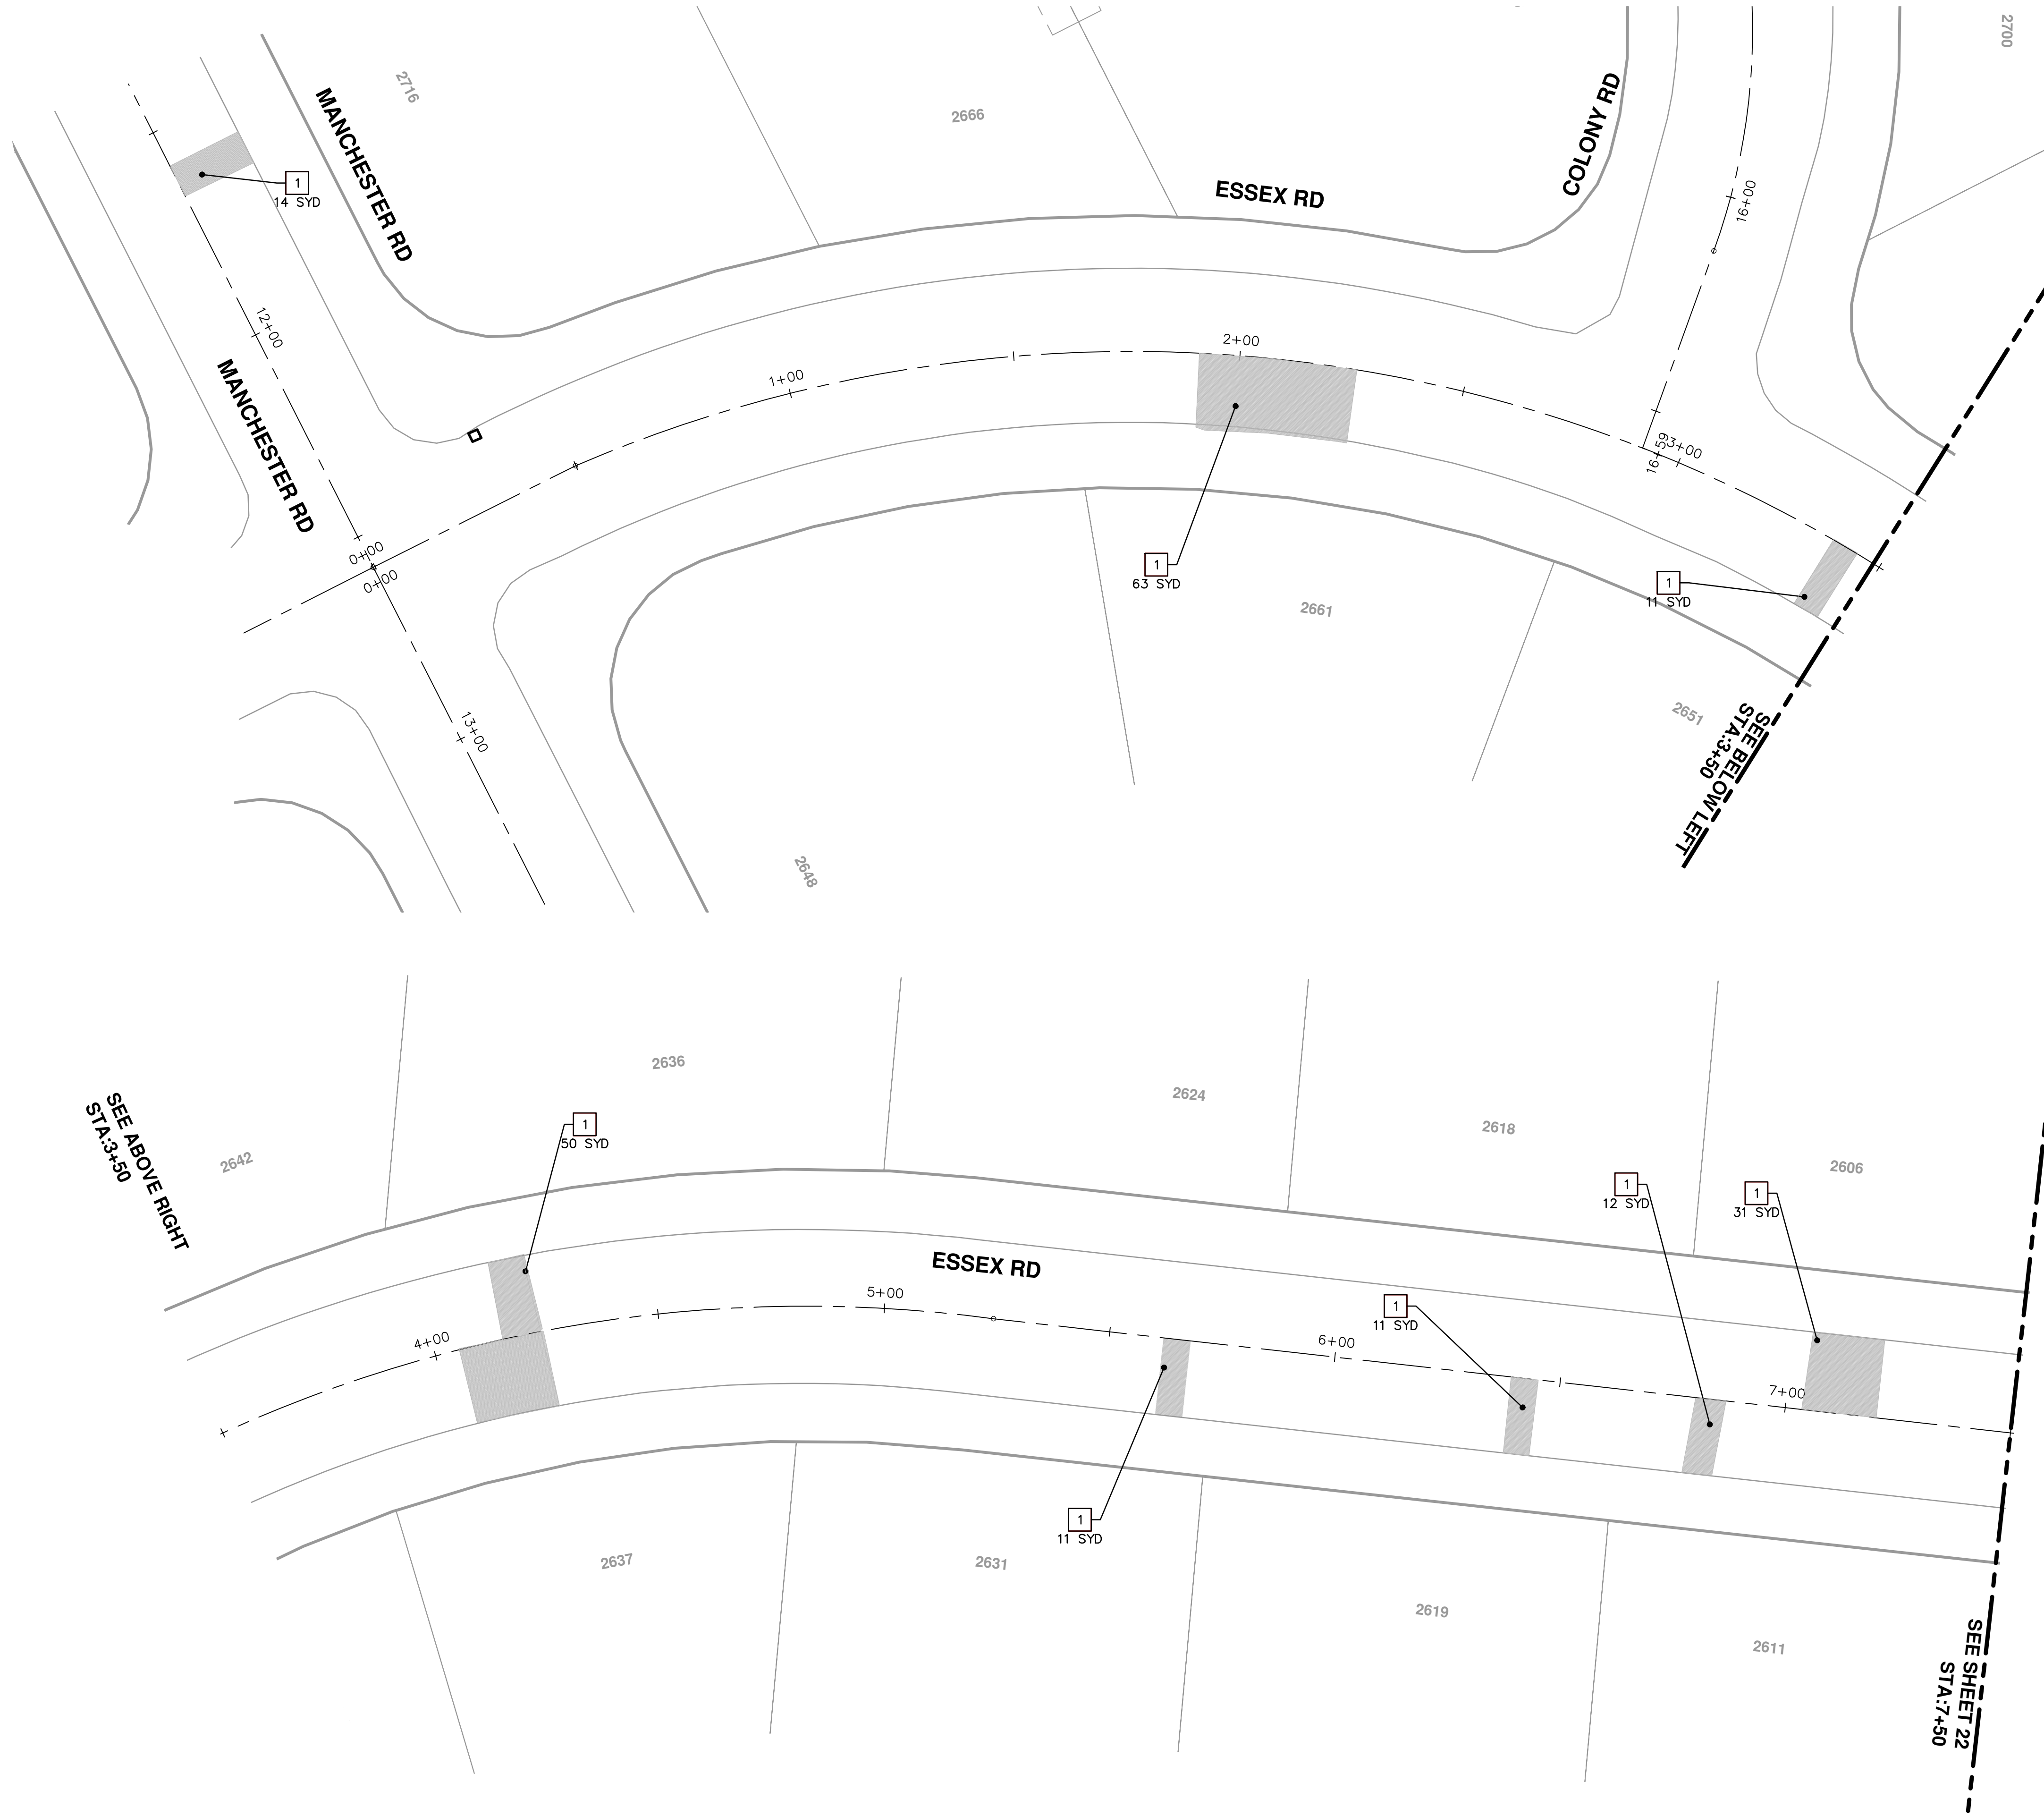 2700
2716
MANCHESTER RD
2666
COLONY RD
ESSEX RD
1
14 SYD
16+00
12+00
2+00
1+00
MANCHESTER RD
16+59
3+00
0+00
0+00
1
63 SYD
1
11 SYD
2661
2651
SEE BELOW LEFT
STA:3+50
13+00
2648
2636
2624
2618
2606
SEE ABOVE RIGHT
STA:3+50
2642
1
50 SYD
1
12 SYD
1
31 SYD
ESSEX RD
5+00
4+00
1
11 SYD
6+00
7+00
1
11 SYD
2637
2631
2619
2611
SEE SHEET 22
STA:7+50